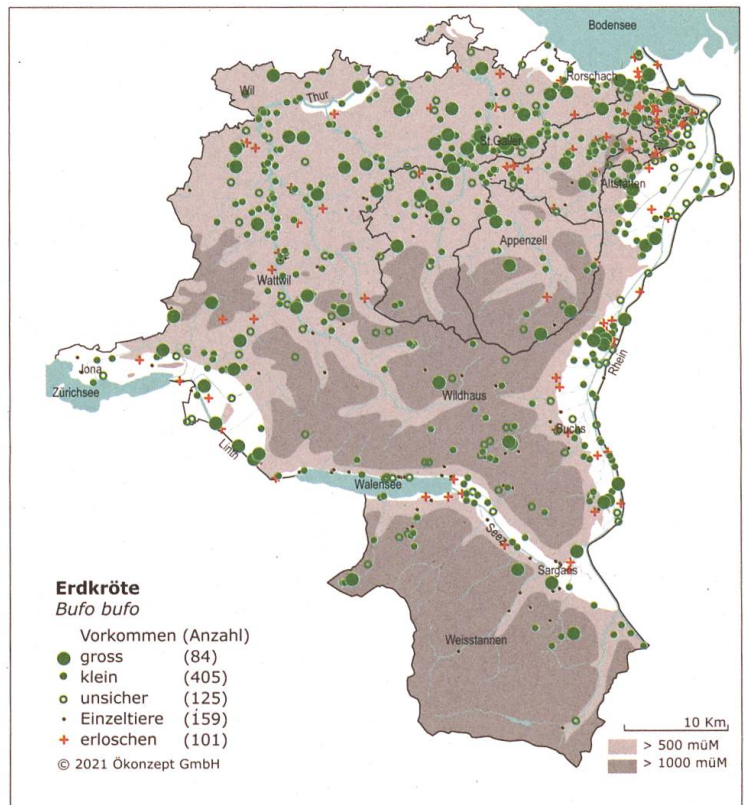 Bodensee
Rorschach
Wil
Thur
St.Gallen
Altstätten
Appenzell
Wattwil
Jona
Zürichsee
Rhein
Wildhaus
Buchs
Linth
Walensee
Seez
Sargans
Weisstannen
Erdkröte
Bufo bufo
Vorkommen (Anzahl)
gross (84)
klein (405)
unsicher (125)
Einzeltiere (159)
erloschen (101)
© 2021 Ökonzept GmbH
10 Km
> 500 müM
> 1000 müM